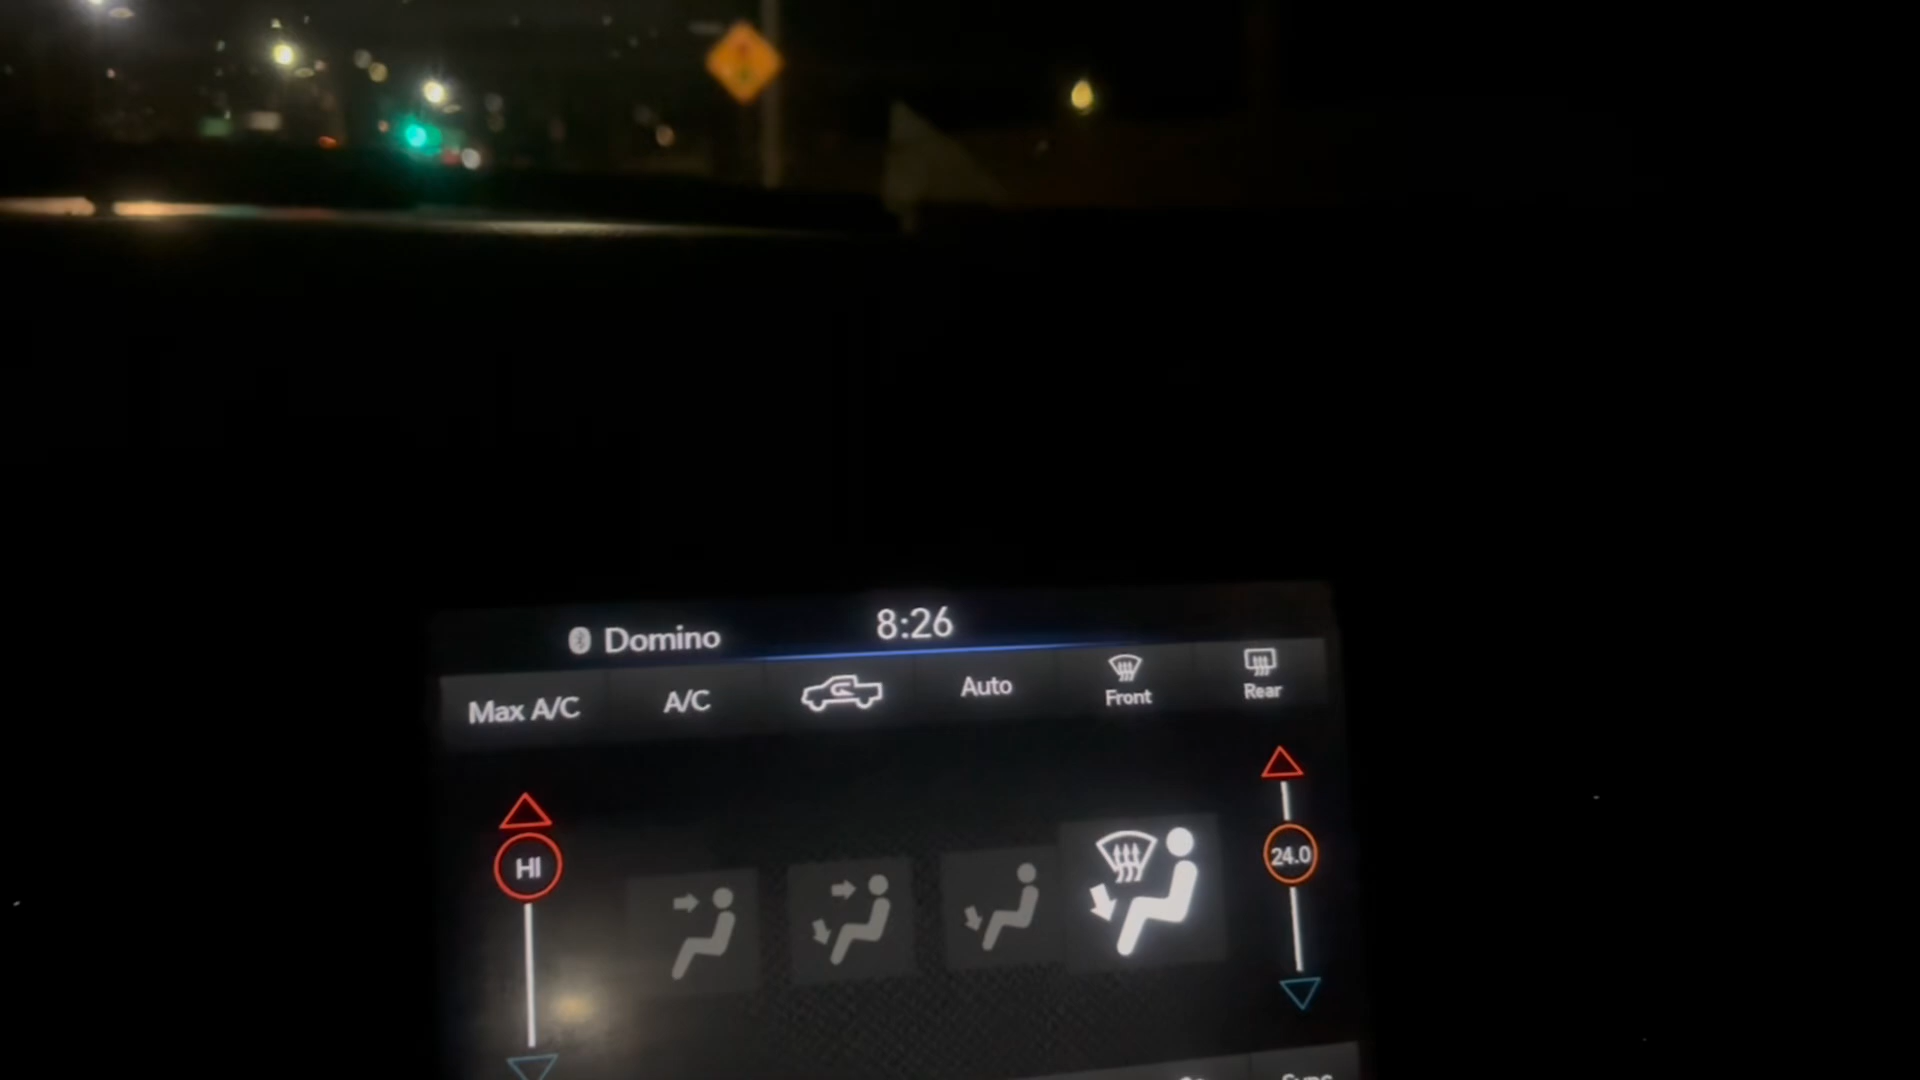 Domino
8:26
Max A/C
A/C
Auto
Front
Rear
HI
24.0